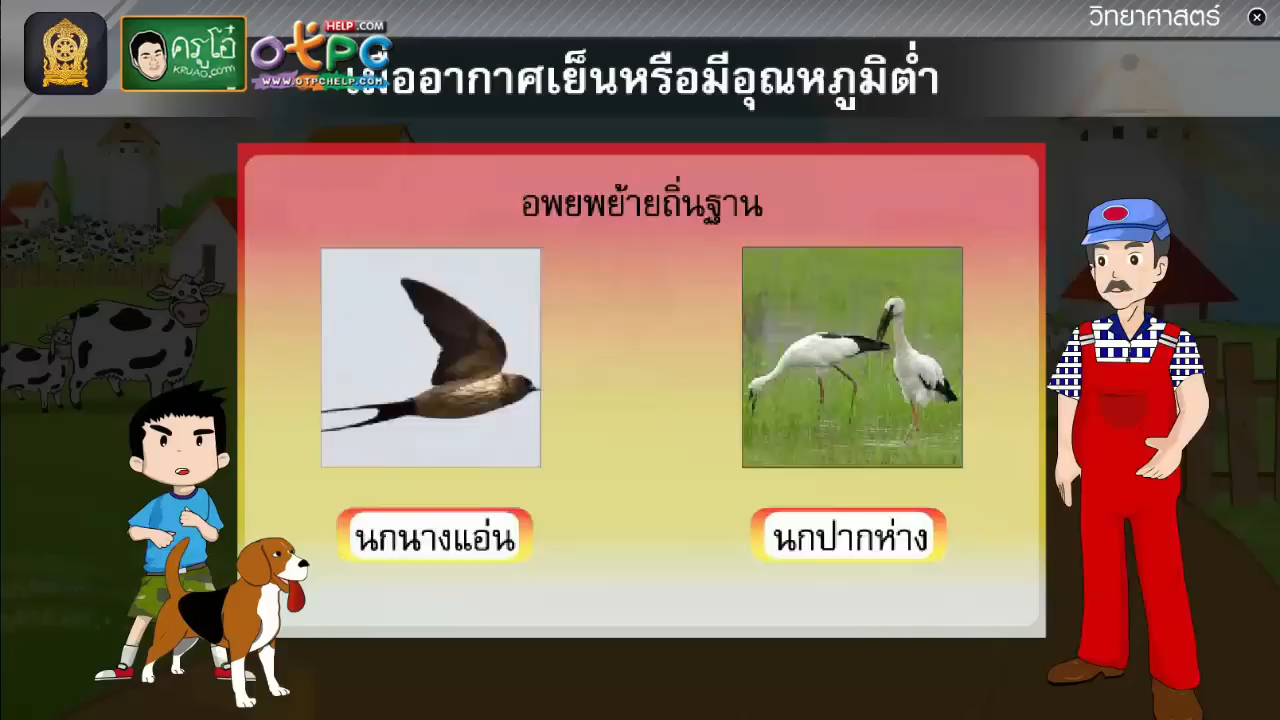 วิทยาศาสตร์
ครูโอ๋
KRUAO.com
OTPC
HELP.COM
WWW.OTPCHELP.COM
เมื่ออากาศเย็นหรือมีอุณหภูมิต่ำ
อพยพย้ายถิ่นฐาน
นกนางแอ่น
นกปากห่าง